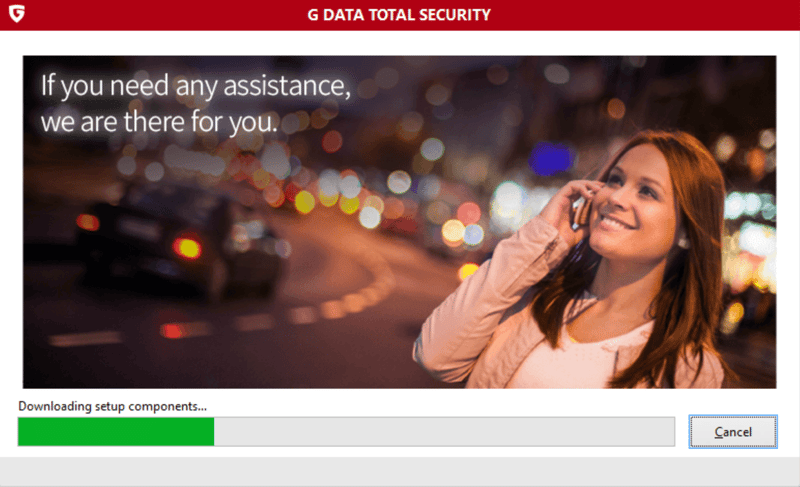 G DATA TOTAL SECURITY
If you need any assistance,
we are there for you.
Downloading setup components...
Cancel